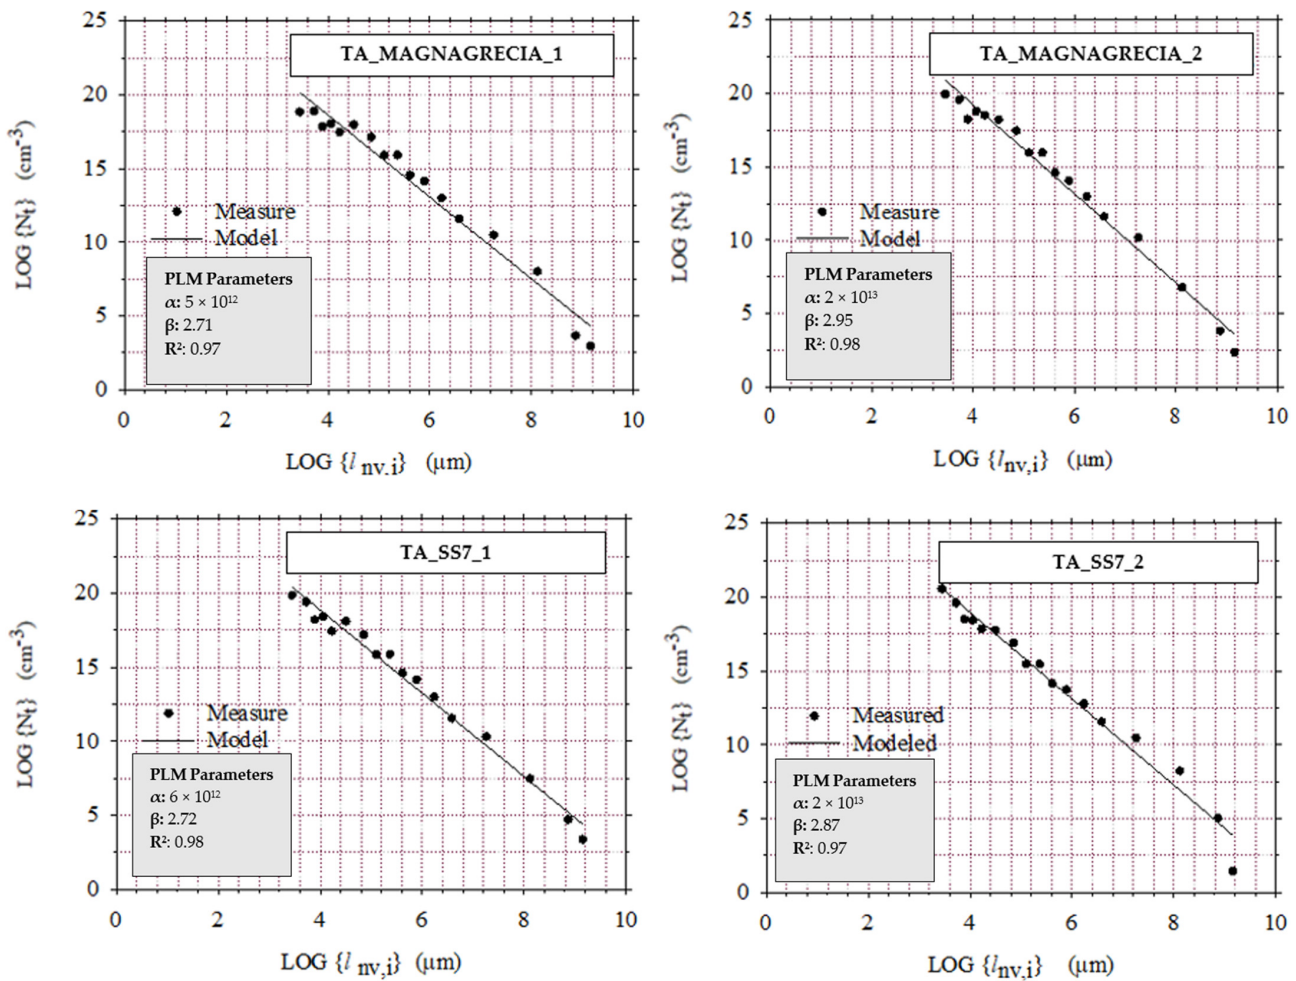 TA_MAGNAGRECIA_1
25
20
15
10
5
0
LOG {Nt} (cm-3)
Measure
Model
PLM Parameters
α: 5 × 10¹²
β: 2.71
R²: 0.97
0 2 4 6 8 10
LOG {l nv,i} (µm)
TA_MAGNAGRECIA_2
25
20
15
10
5
0
LOG {Nt} (cm-3)
Measure
Model
PLM Parameters
α: 2 × 10¹³
β: 2.95
R²: 0.98
0 2 4 6 8 10
LOG {lnv,i} (µm)
TA_SS7_1
25
20
15
10
5
0
LOG {Nt} (cm-3)
Measure
Model
PLM Parameters
α: 6 × 10¹²
β: 2.72
R²: 0.98
0 2 4 6 8 10
LOG {l nv,i} (µm)
TA_SS7_2
25
20
15
10
5
0
LOG {Nt} (cm-3)
Measured
Modeled
PLM Parameters
α: 2 × 10¹³
β: 2.87
R²: 0.97
0 2 4 6 8 10
LOG {lnv,i} (µm)